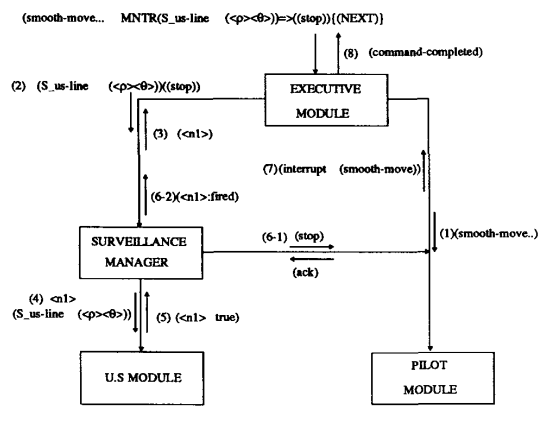 (smooth-move... MNTR(S_us-line (<ρ><θ>))=>((stop)){(NEXT)}
(8) (command-completed)
(2) (S_us-line (<ρ><θ>))((stop))
EXECUTIVE
MODULE
(3) (<n1>)
(7)(interrupt (smooth-move))
(6-2)(<n1>:fired)
(6-1) (stop)
(1)(smooth-move..)
SURVEILLANCE
MANAGER
(ack)
(4) <n1>
(S_us-line (<ρ><θ>))
(5) (<n1> true)
U.S MODULE
PILOT
MODULE